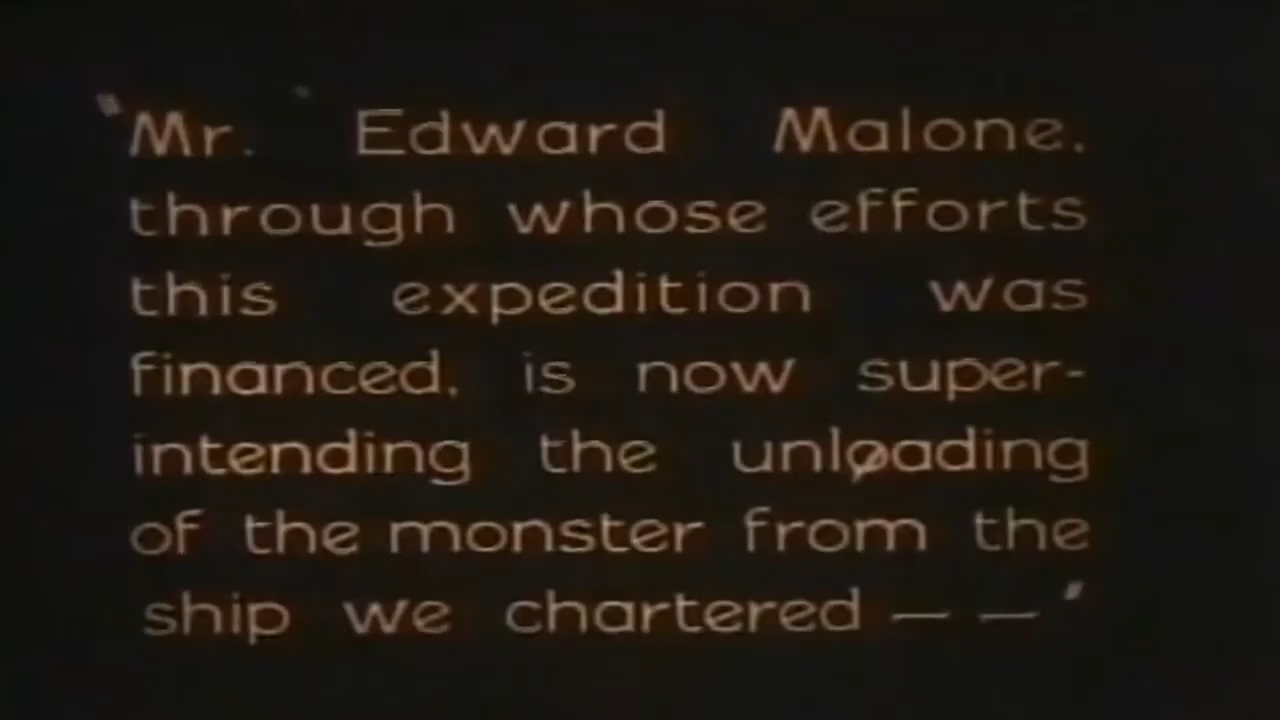 "Mr. Edward Malone,
through whose efforts
this expedition was
financed, is now super-
intending the unloading
of the monster from the
ship we chartered — — "